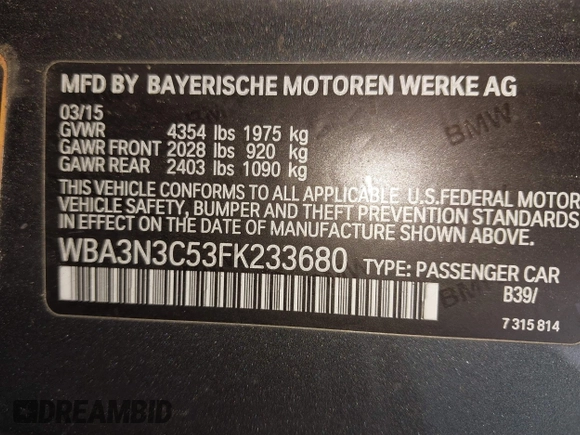 MFD BY BAYERISCHE MOTOREN WERKE AG
03/15
GVWR 4354 lbs 1975 kg
GAWR FRONT 2028 lbs 920 kg
GAWR REAR 2403 lbs 1090 kg
THIS VEHICLE CONFORMS TO ALL APPLICABLE U.S.FEDERAL MOTOR
VEHICLE SAFETY, BUMPER AND THEFT PREVENTION STANDARDS
IN EFFECT ON THE DATE OF MANUFACTURE SHOWN ABOVE.
WBA3N3C53FK233680 TYPE: PASSENGER CAR
B39/
7 315 814
BMW
BMW
DREAMBID